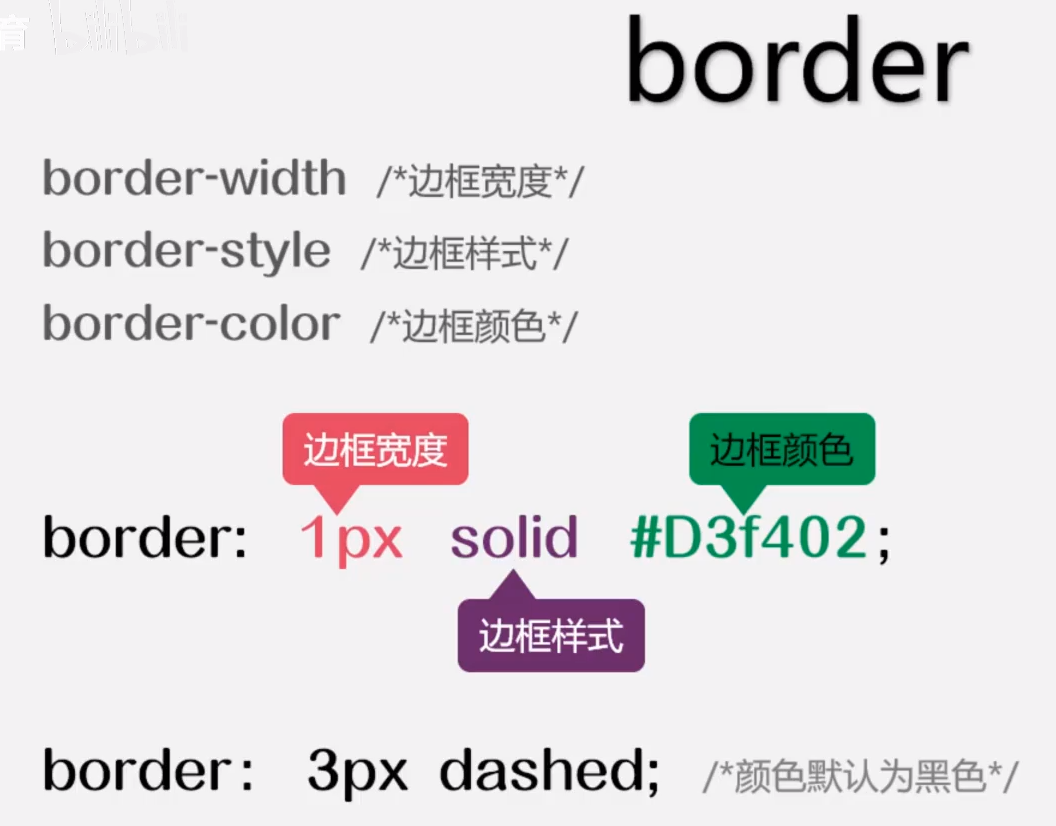 育 bilibili
border
border-width /*边框宽度*/
border-style /*边框样式*/
border-color /*边框颜色*/
边框宽度 边框颜色
border: 1px solid #D3f402;
边框样式
border: 3px dashed; /*颜色默认为黑色*/